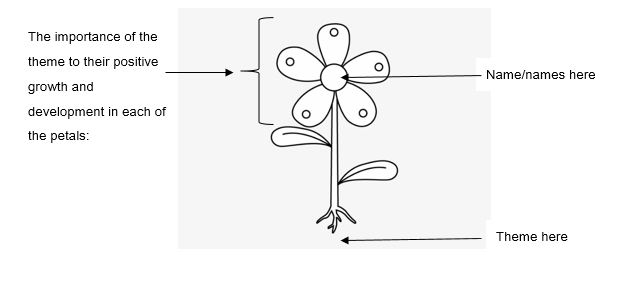 The importance of the
theme to their positive
growth and
development in each of
the petals:
Name/names here
Theme here